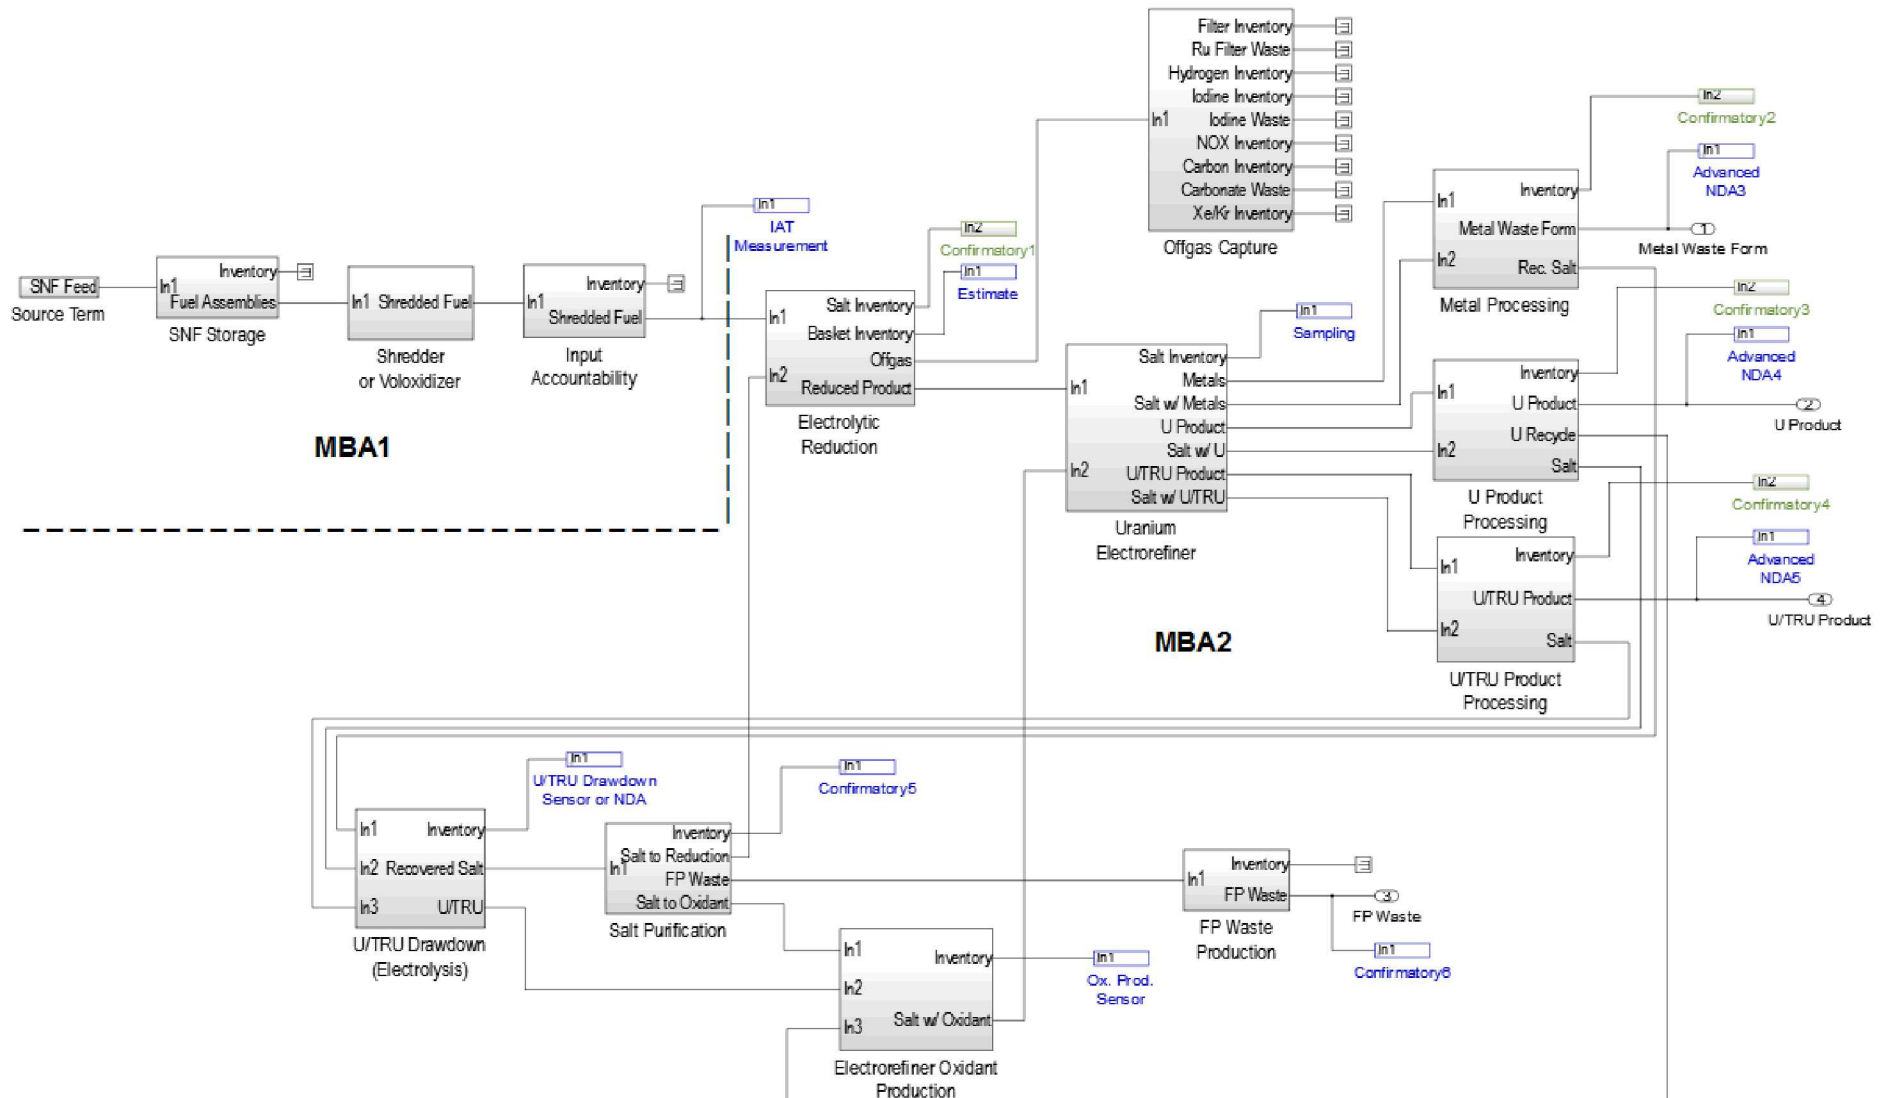 Filter Inventory
Ru Filter Waste
Hydrogen Inventory
Iodine Inventory
In1
Iodine Waste
NOX Inventory
Carbon Inventory
Carbonate Waste
Xe/Kr Inventory
Offgas Capture
In2
Confirmatory2
In1
Advanced
NDA3
In1
In2
Inventory
Metal Waste Form
Rec. Salt
Metal Processing
1
Metal Waste Form
In1
IAT
Measurement
In2
Confirmatory1
In1
Estimate
SNF Feed
Source Term
In1
Inventory
Fuel Assemblies
SNF Storage
In1
Shredded Fuel
Shredder
or Voloxidizer
In1
Inventory
Shredded Fuel
Input
Accountability
MBA1
In1
In2
Salt Inventory
Basket Inventory
Offgas
Reduced Product
Electrolytic
Reduction
In1
Sampling
In1
In2
Salt Inventory
Metals
Salt w/ Metals
U Product
Salt w/ U
U/TRU Product
Salt w/ U/TRU
Uranium
Electrorefiner
In2
Confirmatory3
In1
Advanced
NDA4
In1
In2
Inventory
U Product
U Recycle
Salt
U Product
Processing
2
U Product
In2
Confirmatory4
In1
Advanced
NDA5
In1
In2
Inventory
U/TRU Product
Salt
U/TRU Product
Processing
4
U/TRU Product
MBA2
In1
U/TRU Drawdown
Sensor or NDA
In1
Confirmatory5
In1
In2
In3
Inventory
Recovered Salt
U/TRU
U/TRU Drawdown
(Electrolysis)
In1
Inventory
Salt to Reduction
FP Waste
Salt to Oxidant
Salt Purification
In1
Inventory
FP Waste
FP Waste
Production
3
FP Waste
In1
Confirmatory6
In1
In2
In3
Inventory
Salt w/ Oxidant
Electrorefiner Oxidant
Production
In1
Ox. Prod.
Sensor